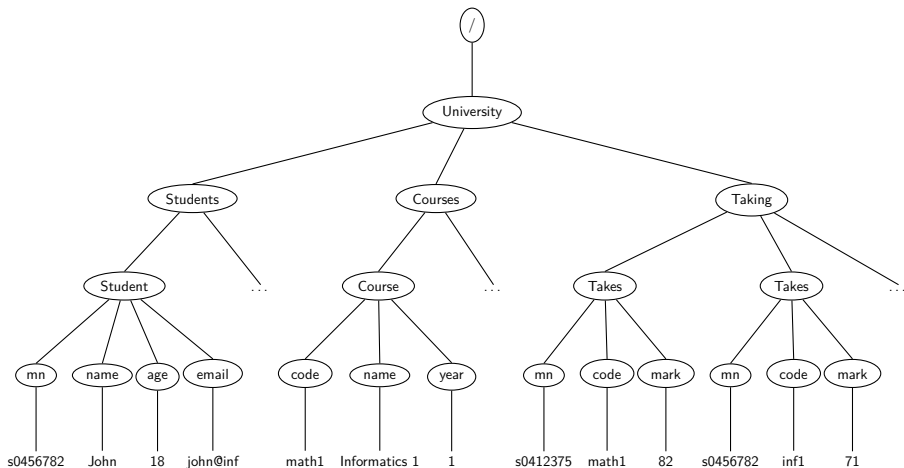 /
University
Students Courses Taking
Student ... Course ... Takes Takes ...
mn name age email code name year mn code mark mn code mark
s0456782 John 18 john@inf math1 Informatics 1 1 s0412375 math1 82 s0456782 inf1 71